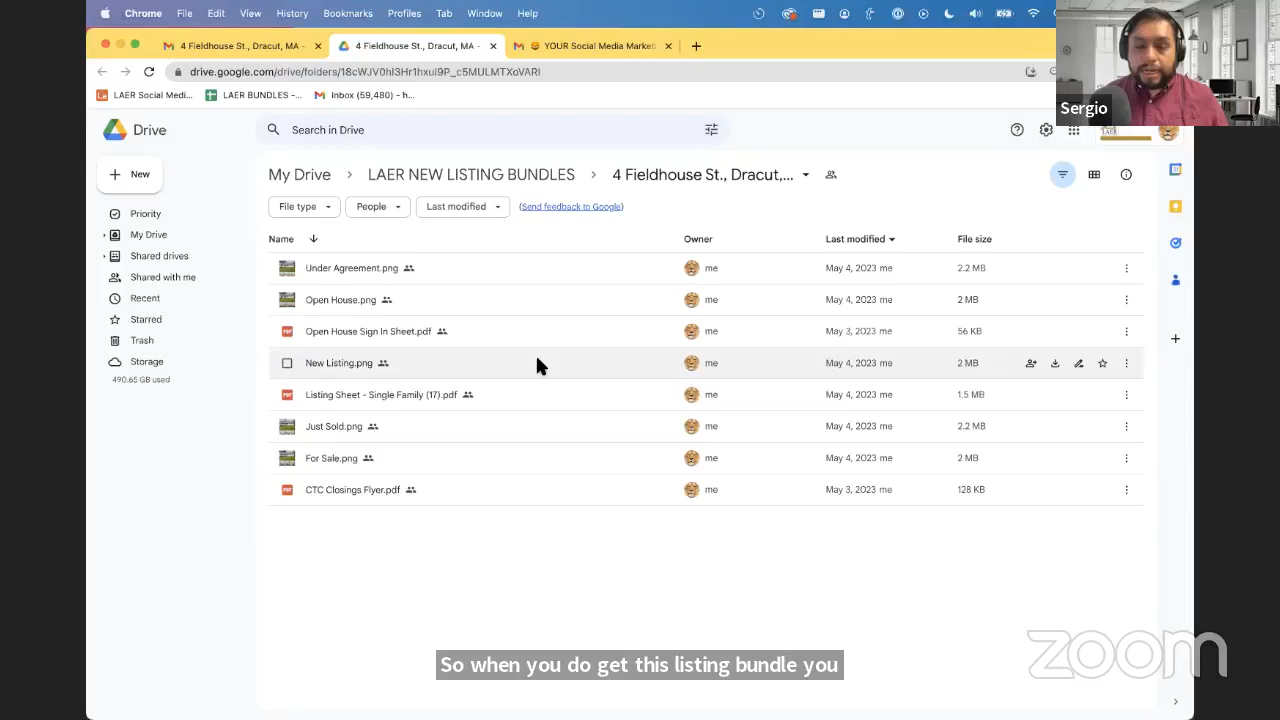 Chrome File Edit View History Bookmarks Profiles Tab Window Help
4 Fieldhouse St., Dracut, MA - 4 Fieldhouse St., Dracut, MA - YOUR Social Media Market
drive.google.com/drive/folders/18cWJV0hl3Hr1hxuI9P_c5MULMTXoVARI
LAER Social Medi... LAER BUNDLES -... Inbox (59,480) - h...
Sergio
Drive
Search in Drive
LAER
New
My Drive LAER NEW LISTING BUNDLES 4 Fieldhouse St., Dracut,...
File type People Last modified (Send feedback to Google)
Priority
My Drive
Shared drives
Shared with me
Recent
Starred
Trash
Storage
490.65 GB used
Name Owner Last modified File size
Under Agreement.png me May 4, 2023 me 2.2 MB
Open House.png me May 4, 2023 me 2 MB
PDF Open House Sign In Sheet.pdf me May 3, 2023 me 56 KB
New Listing.png me May 4, 2023 me 2 MB
PDF Listing Sheet - Single Family (17).pdf me May 4, 2023 me 1.5 MB
Just Sold.png me May 4, 2023 me 2.2 MB
For Sale.png me May 4, 2023 me 2 MB
PDF CTC Closings Flyer.pdf me May 3, 2023 me 128 KB
So when you do get this listing bundle you
zoom